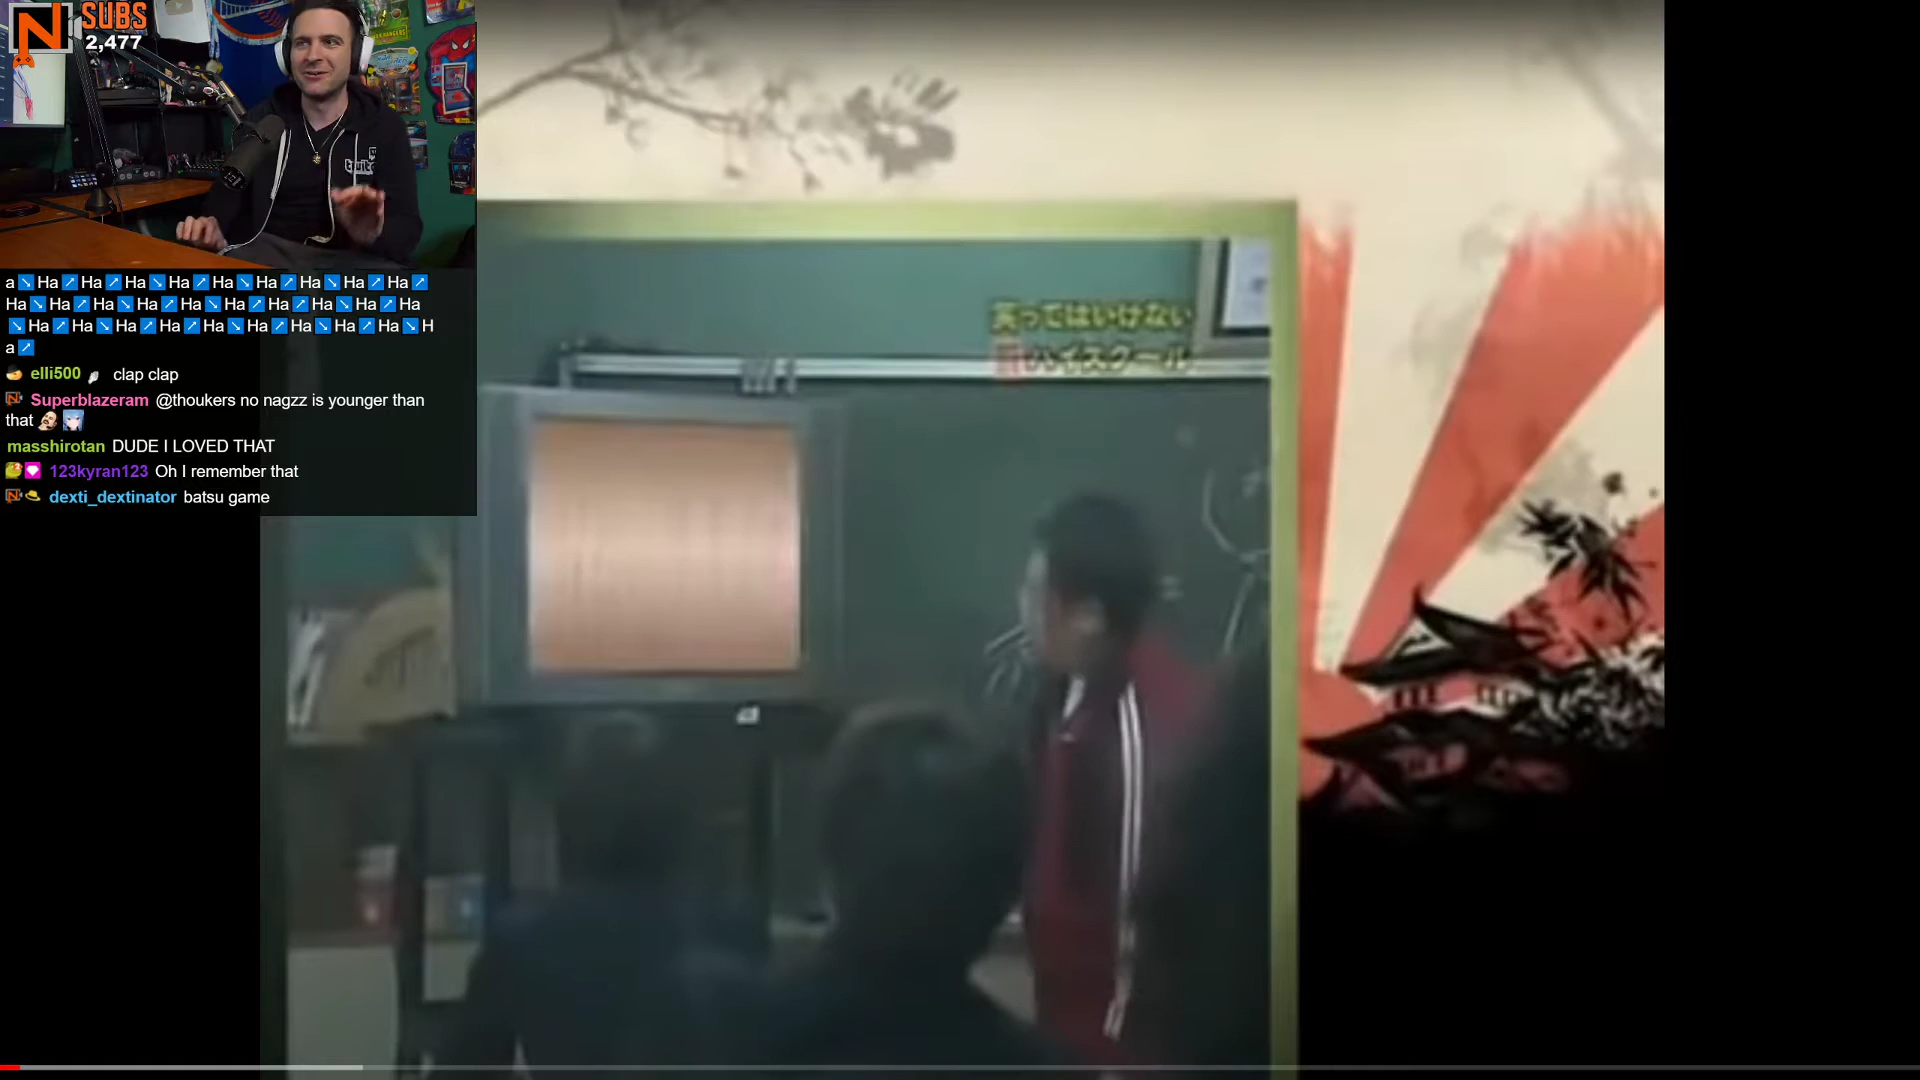 SUBS
2,477
a↘Ha↗Ha↗Ha↘Ha↗Ha↘Ha↗Ha↘Ha↗Ha↗
Ha↘Ha↗Ha↘Ha↗Ha↘Ha↗Ha↗Ha↘Ha↗Ha
↘Ha↗Ha↘Ha↗Ha↗Ha↘Ha↗Ha↘Ha↗Ha↘H
a↗
elli500 clap clap
Superblazeram @thoukers no nagzz is younger than
that
masshirotan DUDE I LOVED THAT
123kyran123 Oh I remember that
dexti_dextinator batsu game
笑ってはいけない
ハイスクール